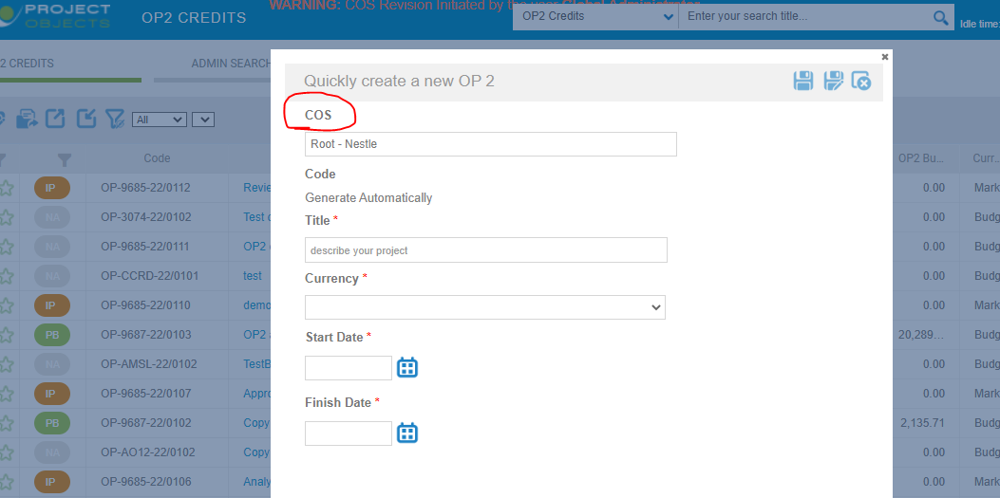 PROJECT
OBJECTS
OP2 CREDITS
WARNING: COS Revision Initiated by the user Global Administrator
OP2 Credits
Enter your search title...
Idle time:
2 CREDITS
ADMIN SEARCH
Quickly create a new OP 2
COS
Root - Nestle
Code
Generate Automatically
Title *
describe your project
Currency *
Start Date *
Finish Date *
All
Code
OP2 Bu...
Curr...
IP OP-9685-22/0112 Revie 0.00 Mark
NA OP-3074-22/0102 Test 0.00 Budg
NA OP-9685-22/0111 OP2 0.00 Budg
NA OP-CCRD-22/0101 test 0.00 Budg
IP OP-9685-22/0110 demo 0.00 Mark
PB OP-9687-22/0103 OP2 20,289... Budg
NA OP-AMSL-22/0102 TestB 0.00 Budg
IP OP-9685-22/0107 Appro 0.00 Mark
PB OP-9687-22/0102 Copy 2,135.71 Budg
NA OP-AO12-22/0102 Copy 0.00 Budg
IP OP-9685-22/0106 Analy 0.00 Mark